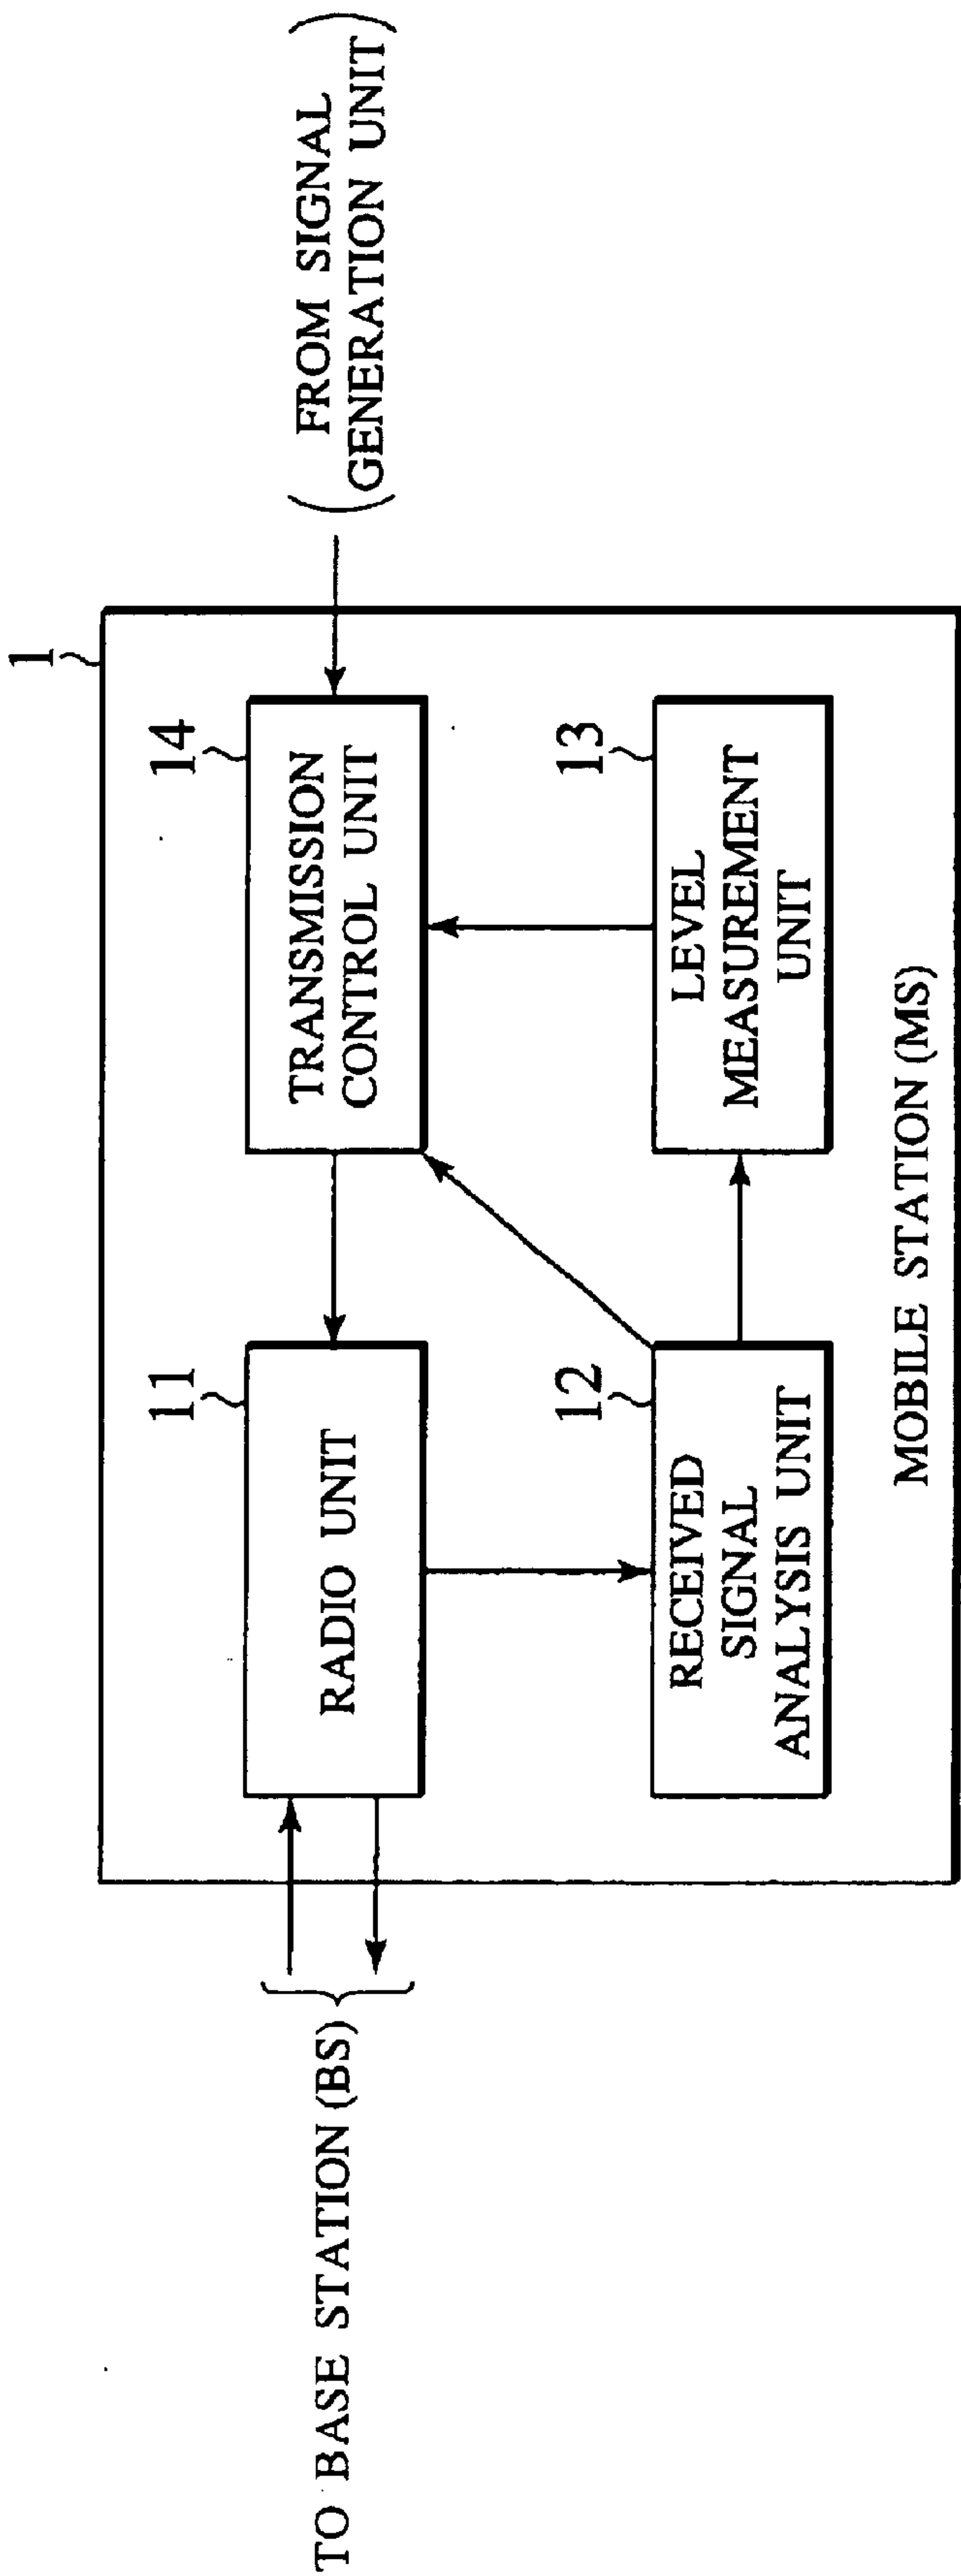 1
TO BASE STATION (BS)
11
RADIO UNIT
14
TRANSMISSION
CONTROL UNIT
(FROM SIGNAL
GENERATION UNIT)
12
RECEIVED
SIGNAL
ANALYSIS UNIT
13
LEVEL
MEASUREMENT
UNIT
MOBILE STATION (MS)